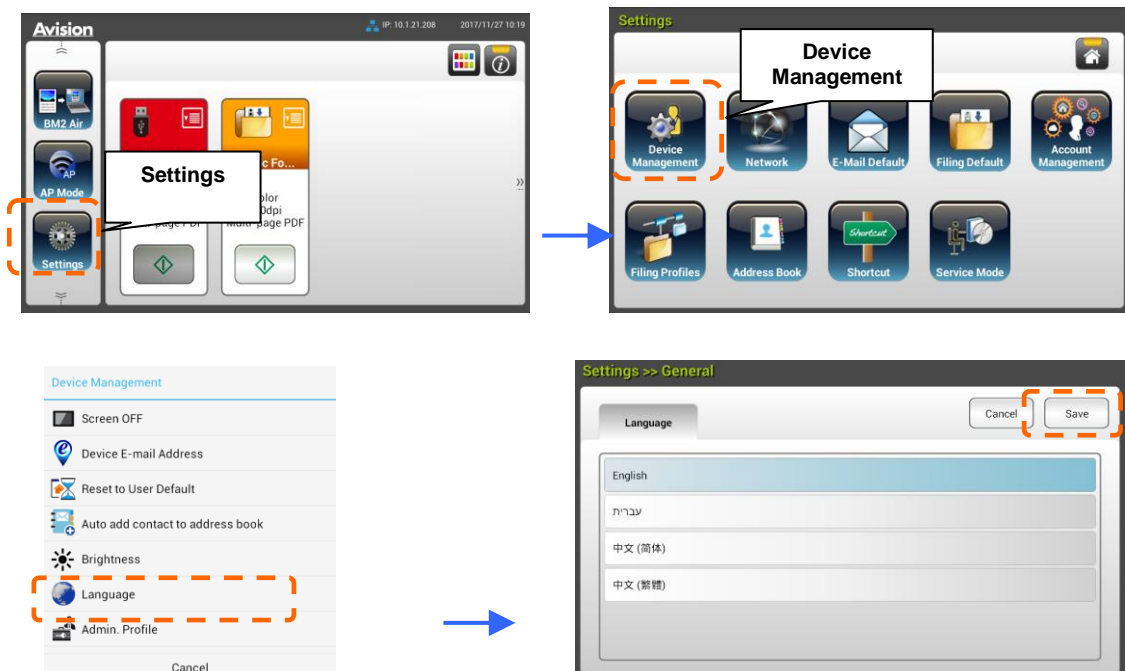 Avision
IP: 10.1.21.208
2017/11/27 10:19
BM2 Air
AP Mode
AP
Settings
c Fo...
Settings
olor
0dpi
page PDF
Multi-page PDF
Settings
Device
Management
Device
Management
Network
E-Mail Default
Filing Default
Account
Management
Filing Profiles
Address Book
Shortcut
Shortcut
Service Mode
Device Management
Screen OFF
Device E-mail Address
Reset to User Default
Auto add contact to address book
Brightness
Language
Admin. Profile
Cancel
Settings >> General
Language
Cancel
Save
English
עברית
中文 (简体)
中文 (繁體)